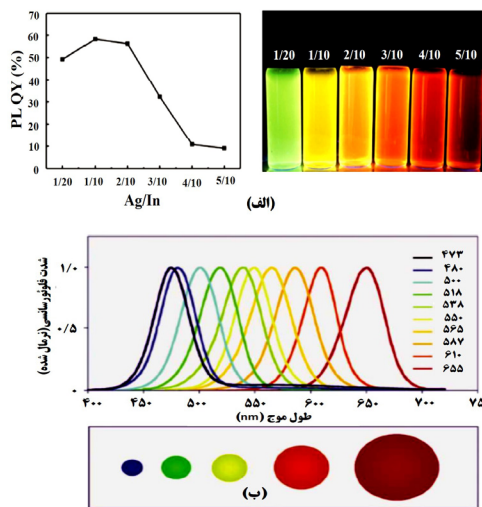 PL QY (%)
70
60
50
40
30
20
10
0
1/20 1/10 2/10 3/10 4/10 5/10
Ag/In
1/20 1/10 2/10 3/10 4/10 5/10
(الف)
شدت فلوئورسانس (نرمال شده)
۱/۰
۰/۵
۰
۴۷۳
۴۸۰
۵۰۰
۵۱۸
۵۳۸
۵۵۰
۵۶۵
۵۸۷
۶۱۰
۶۵۵
۴۰۰ ۴۵۰ ۵۰۰ ۵۵۰ ۶۰۰ ۶۵۰ ۷۰۰ ۷۵
طول موج (nm)
(ب)